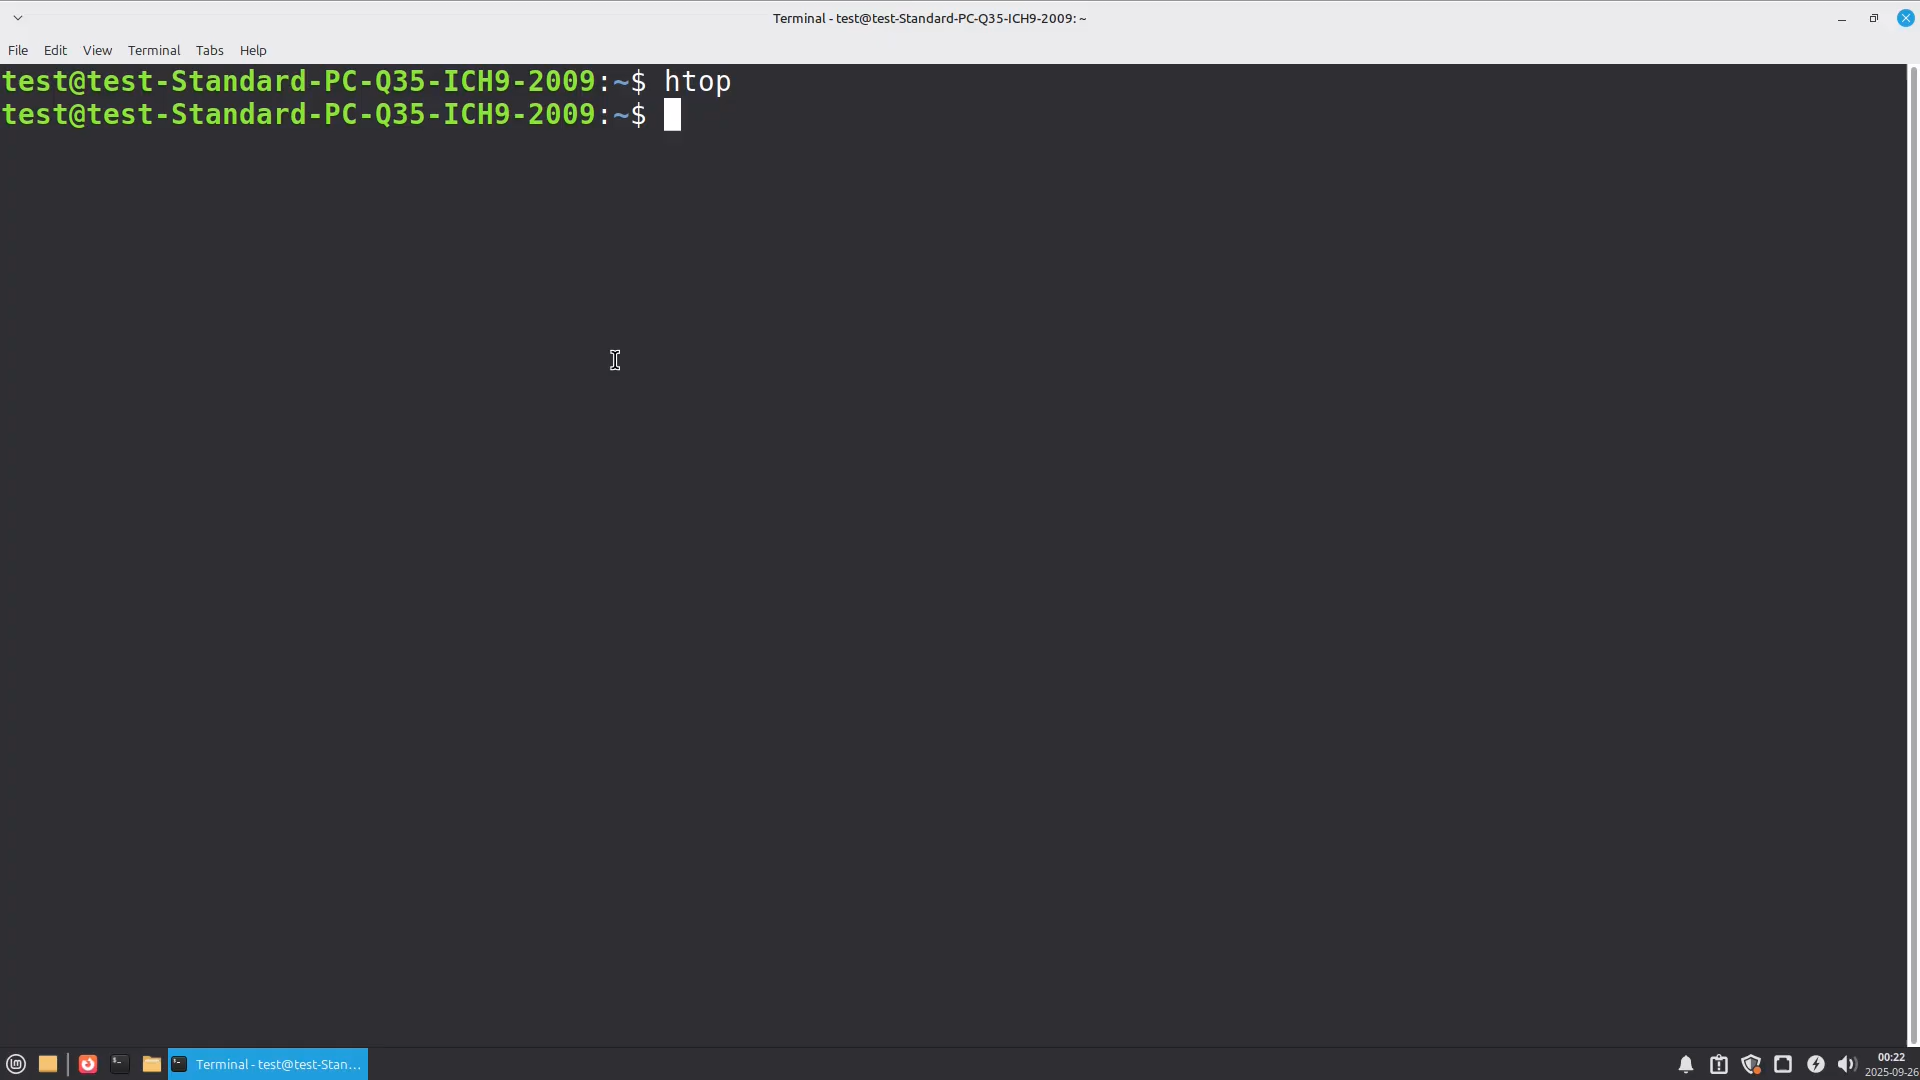 Terminal - test@test-Standard-PC-Q35-ICH9-2009: ~
File Edit View Terminal Tabs Help
test@test-Standard-PC-Q35-ICH9-2009:~$ htop
test@test-Standard-PC-Q35-ICH9-2009:~$
Terminal - test@test-Stan...
00:22
2025-09-26